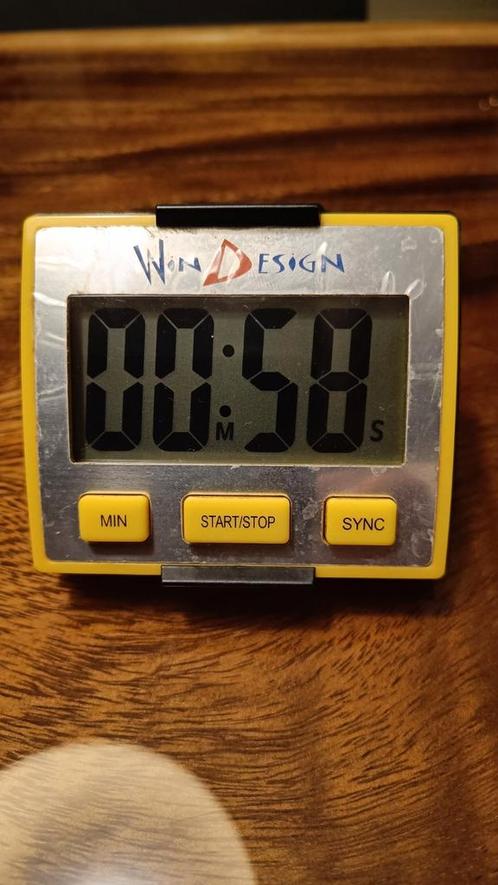 WINDESIGN
00:58
M S
MIN START/STOP SYNC